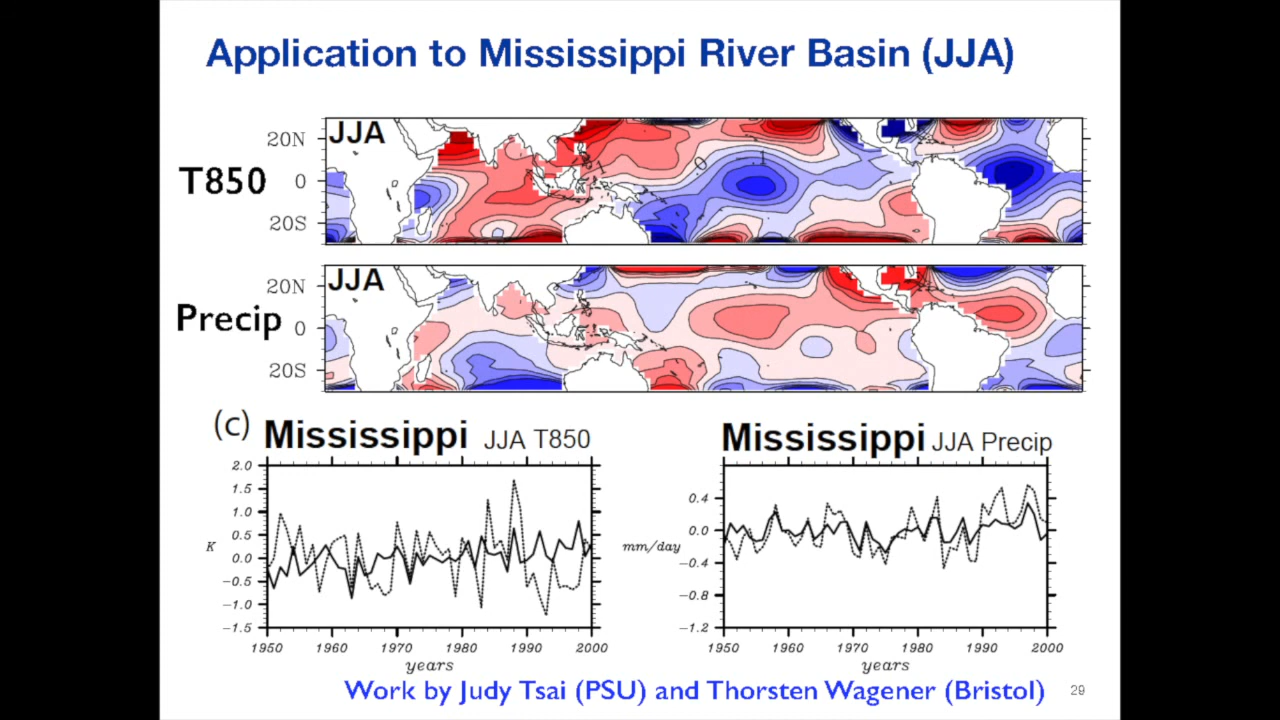 Application to Mississippi River Basin (JJA)
JJA
T850
20N
0
20S
0
1
JJA
Precip
20N
0
20S
(c) Mississippi JJA T850
2.0
1.5
1.0
0.5
0.0
−0.5
−1.0
−1.5
K
1950 1960 1970 1980 1990 2000
years
Mississippi JJA Precip
0.4
0.0
−0.4
−0.8
−1.2
mm/day
1950 1960 1970 1980 1990 2000
years
Work by Judy Tsai (PSU) and Thorsten Wagener (Bristol)
29